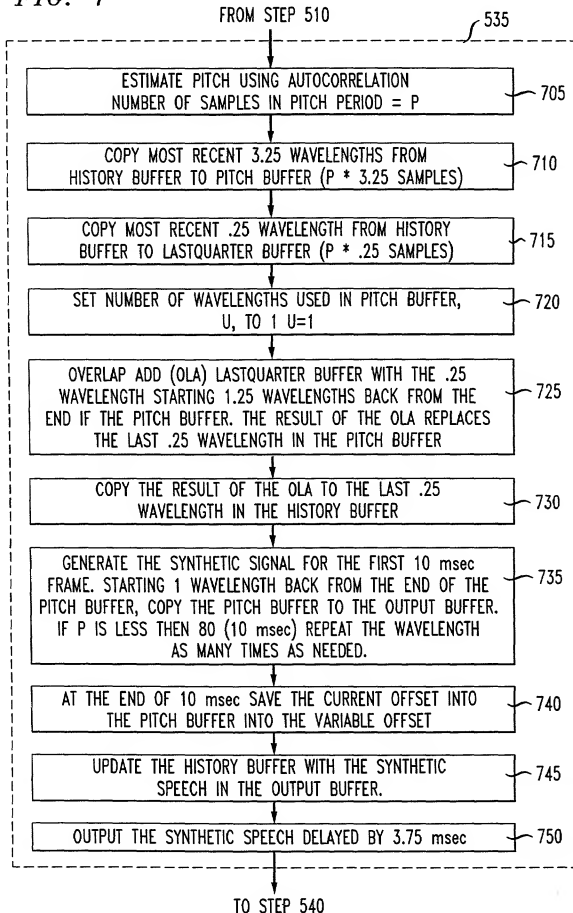 FIG. 7
FROM STEP 510
535
ESTIMATE PITCH USING AUTOCORRELATION
NUMBER OF SAMPLES IN PITCH PERIOD = P
705
COPY MOST RECENT 3.25 WAVELENGTHS FROM
HISTORY BUFFER TO PITCH BUFFER (P * 3.25 SAMPLES)
710
COPY MOST RECENT .25 WAVELENGTH FROM HISTORY
BUFFER TO LASTQUARTER BUFFER (P * .25 SAMPLES)
715
SET NUMBER OF WAVELENGTHS USED IN PITCH BUFFER,
U, TO 1 U=1
720
OVERLAP ADD (OLA) LASTQUARTER BUFFER WITH THE .25
WAVELENGTH STARTING 1.25 WAVELENGTHS BACK FROM THE
END IF THE PITCH BUFFER. THE RESULT OF THE OLA REPLACES
THE LAST .25 WAVELENGTH IN THE PITCH BUFFER
725
COPY THE RESULT OF THE OLA TO THE LAST .25
WAVELENGTH IN THE HISTORY BUFFER
730
GENERATE THE SYNTHETIC SIGNAL FOR THE FIRST 10 msec
FRAME. STARTING 1 WAVELENGTH BACK FROM THE END OF THE
PITCH BUFFER, COPY THE PITCH BUFFER TO THE OUTPUT BUFFER.
IF P IS LESS THEN 80 (10 msec) REPEAT THE WAVELENGTH
AS MANY TIMES AS NEEDED.
735
AT THE END OF 10 msec SAVE THE CURRENT OFFSET INTO
THE PITCH BUFFER INTO THE VARIABLE OFFSET
740
UPDATE THE HISTORY BUFFER WITH THE SYNTHETIC
SPEECH IN THE OUTPUT BUFFER.
745
OUTPUT THE SYNTHETIC SPEECH DELAYED BY 3.75 msec
750
TO STEP 540